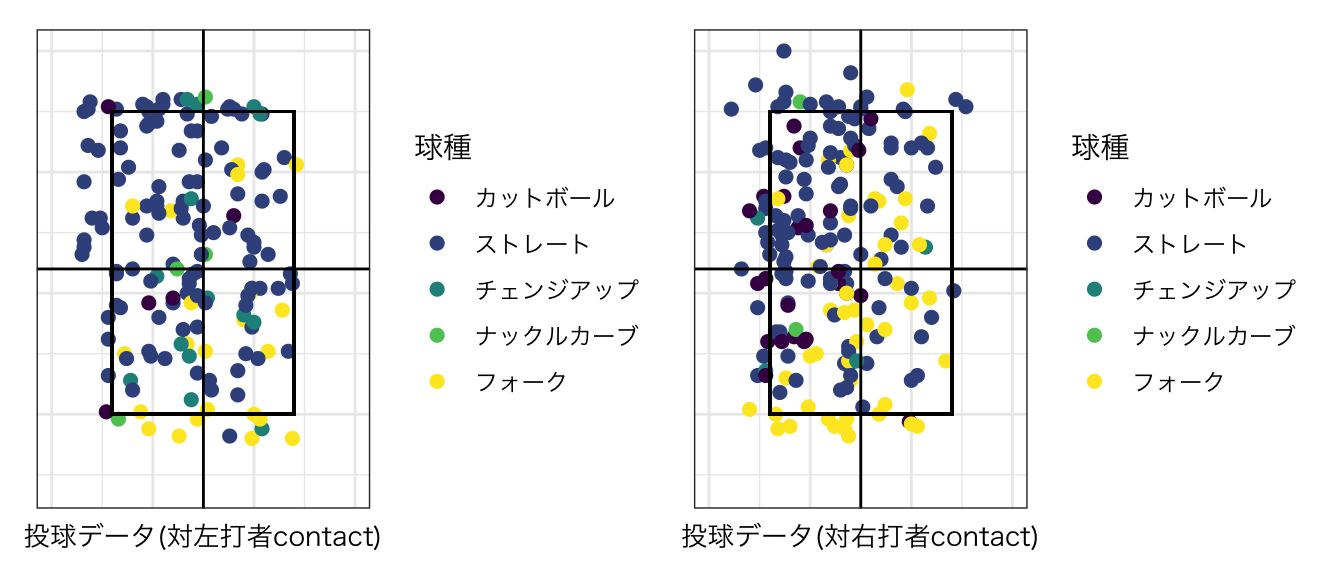 球種
カットボール
ストレート
チェンジアップ
ナックルカーブ
フォーク
投球データ(対左打者contact)
球種
カットボール
ストレート
チェンジアップ
ナックルカーブ
フォーク
投球データ(対右打者contact)